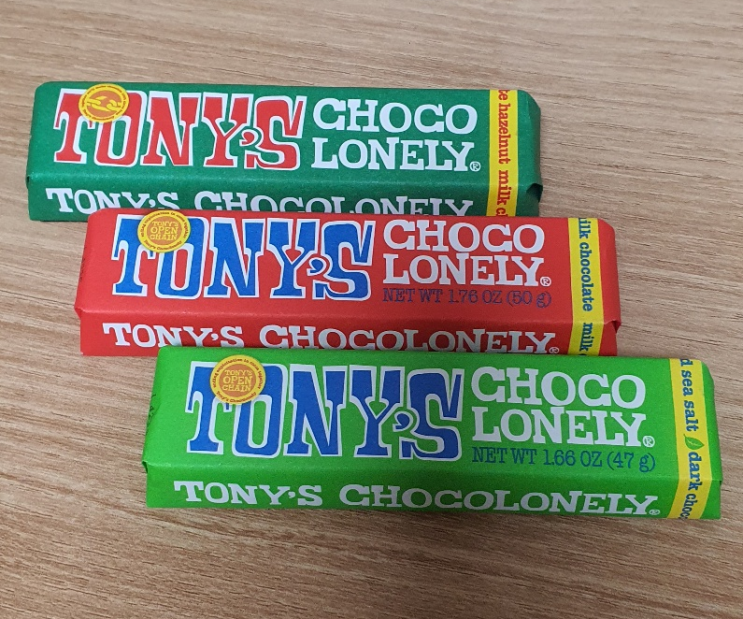 TONY'S
CHOCO
LONELY®
hazelnut milk
TONY'S CHOCOLONELY
TONY'S
OPEN
CHAIN
TONY'S
CHOCO
LONELY®
NET WT 1.76 OZ (50 g)
milk chocolate milk
TONY'S CHOCOLONELY®
TONY'S
OPEN
CHAIN
TONY'S
CHOCO
LONELY®
NET WT 1.66 OZ (47 g)
sea salt dark choc
TONY'S CHOCOLONELY®